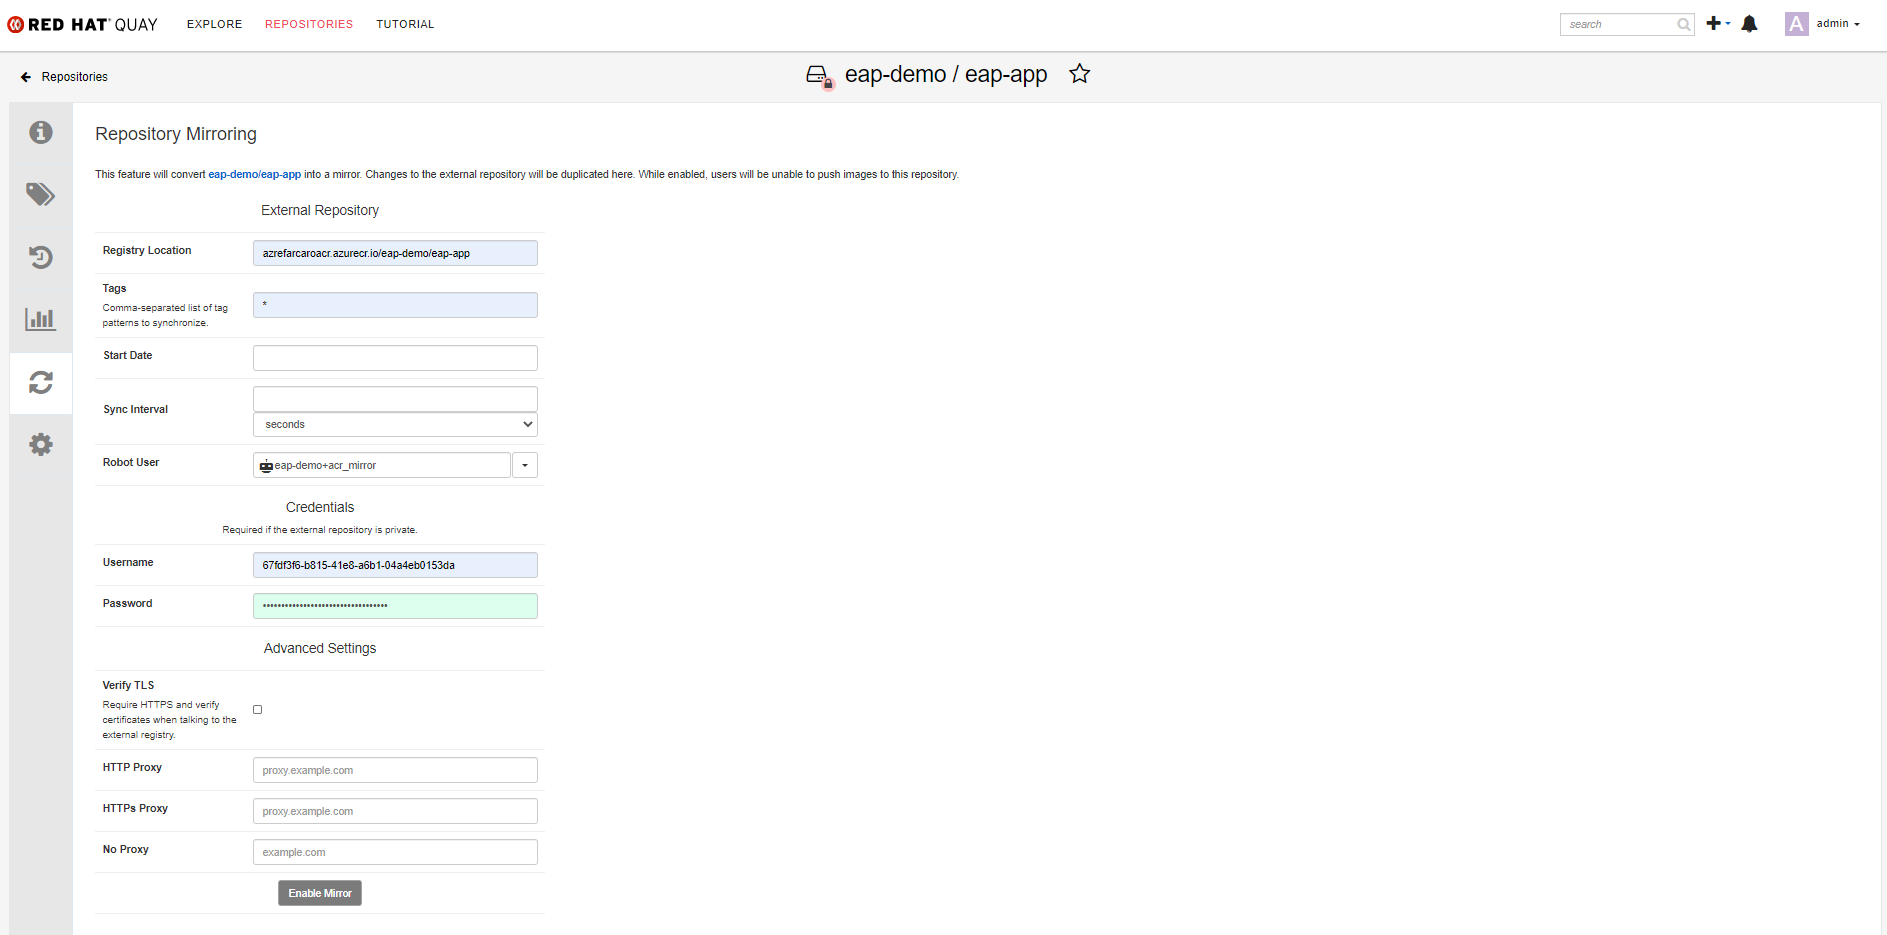 RED HAT QUAY EXPLORE REPOSITORIES TUTORIAL search A admin
Repositories eap-demo / eap-app
Repository Mirroring
This feature will convert eap-demo/eap-app into a mirror. Changes to the external repository will be duplicated here. While enabled, users will be unable to push images to this repository.
External Repository
Registry Location azrefarcaroacr.azurecr.io/eap-demo/eap-app
Tags
Comma-separated list of tag
patterns to synchronize.
*
Start Date
Sync Interval
seconds
Robot User eap-demo+acr_mirror
Credentials
Required if the external repository is private.
Username 67fdf3f6-b815-41e8-a6b1-04a4eb0153da
Password ••••••••••••••••••••••••••••••••••
Advanced Settings
Verify TLS
Require HTTPS and verify
certificates when talking to the
external registry.
HTTP Proxy proxy.example.com
HTTPs Proxy proxy.example.com
No Proxy example.com
Enable Mirror